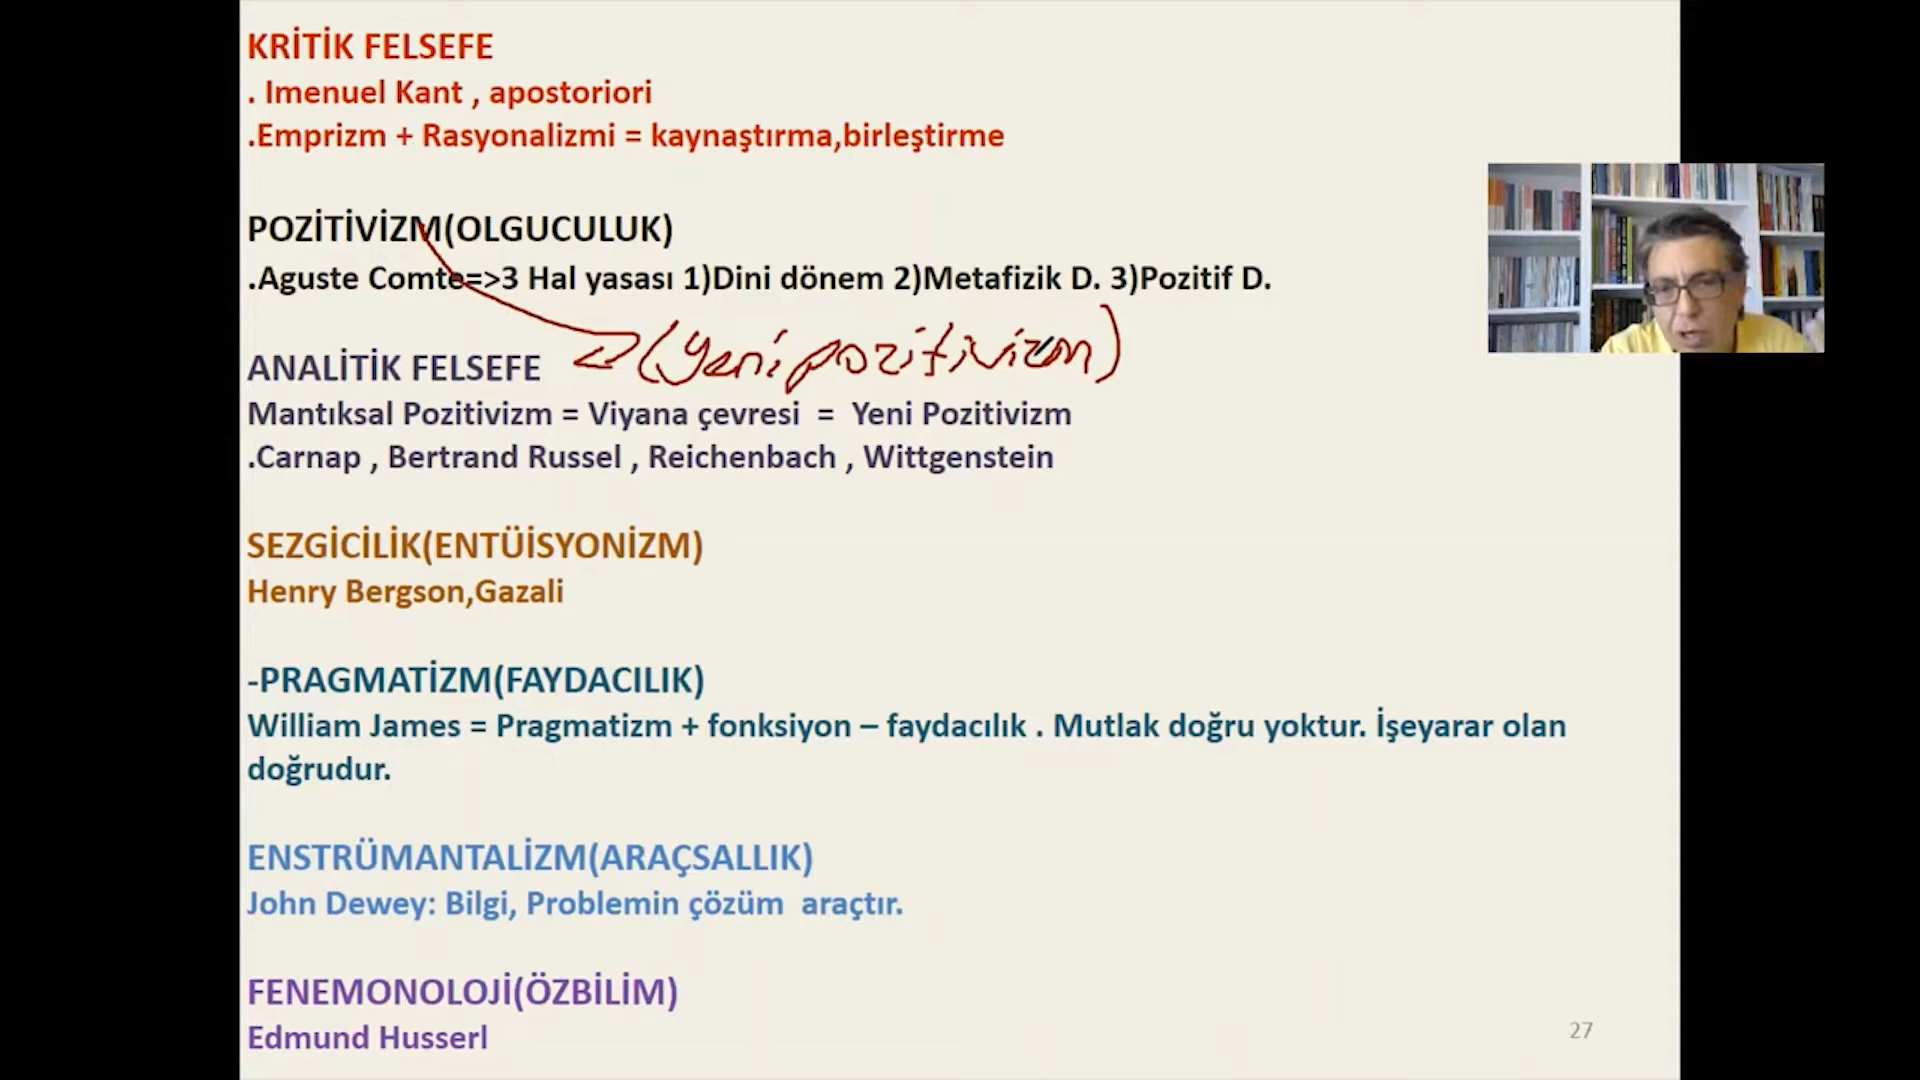 KRİTİK FELSEFE
. Imenuel Kant , apostoriori
.Emprizm + Rasyonalizmi = kaynaştırma,birleştirme
POZİTİVİZM(OLGUCULUK)
.Aguste Comte=>3 Hal yasası 1)Dini dönem 2)Metafizik D. 3)Pozitif D.
(yeni pozitivizm)
ANALİTİK FELSEFE
Mantıksal Pozitivizm = Viyana çevresi = Yeni Pozitivizm
.Carnap , Bertrand Russel , Reichenbach , Wittgenstein
SEZGİCİLİK(ENTÜİSYONİZM)
Henry Bergson,Gazali
-PRAGMATİZM(FAYDACILIK)
William James = Pragmatizm + fonksiyon – faydacılık . Mutlak doğru yoktur. İşeyarar olan
doğrudur.
ENSTRÜMANTALİZM(ARAÇSALLIK)
John Dewey: Bilgi, Problemin çözüm araçtır.
FENEMONOLOJİ(ÖZBİLİM)
Edmund Husserl
27